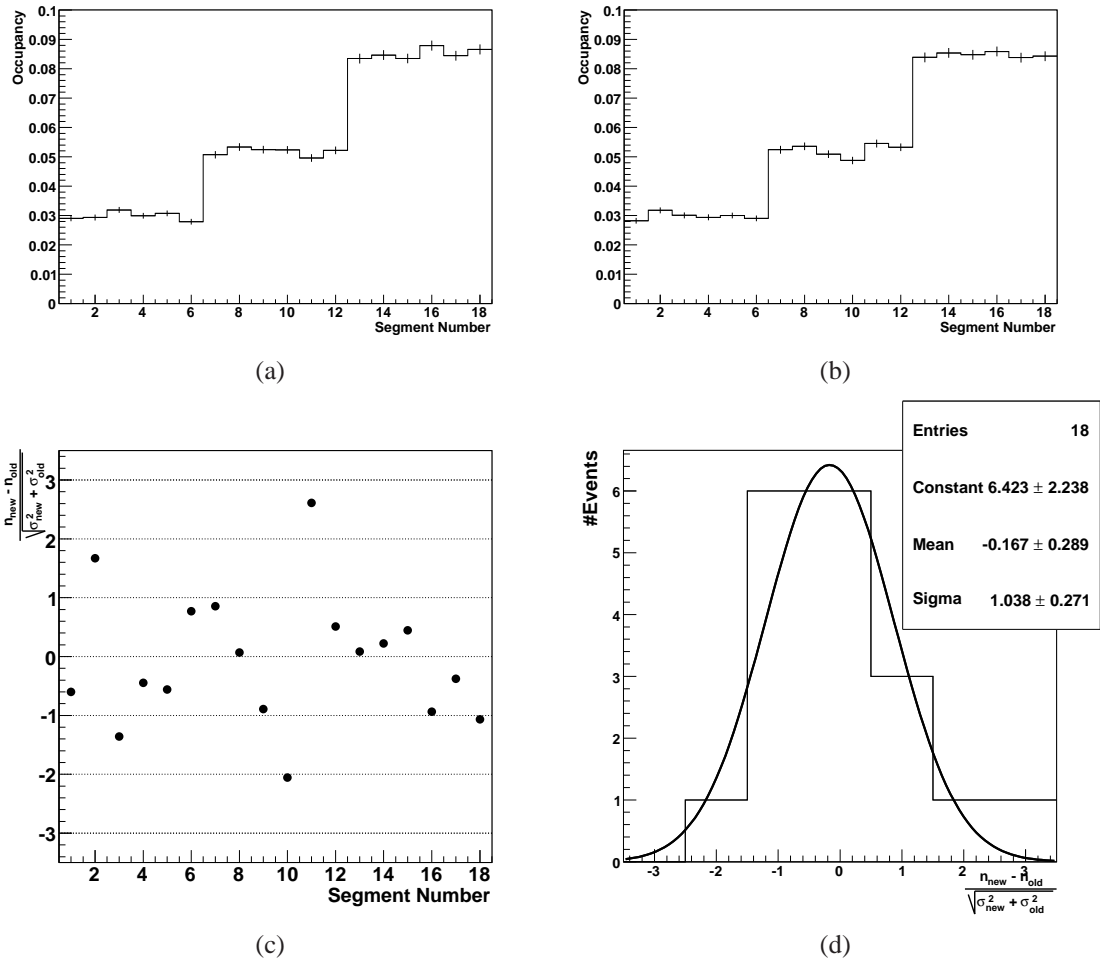 Occupancy
0.1
0.09
0.08
0.07
0.06
0.05
0.04
0.03
0.02
0.01
0
2 4 6 8 10 12 14 16 18
Segment Number
(a)
Occupancy
0.1
0.09
0.08
0.07
0.06
0.05
0.04
0.03
0.02
0.01
0
2 4 6 8 10 12 14 16 18
Segment Number
(b)
n_new - n_old
√σ²_new + σ²_old
3
2
1
0
-1
-2
-3
2 4 6 8 10 12 14 16 18
Segment Number
(c)
#Events
6
5
4
3
2
1
0
-3 -2 -1 0 1 2 3
n_new - n_old
√σ²_new + σ²_old
Entries 18
Constant 6.423 ± 2.238
Mean -0.167 ± 0.289
Sigma 1.038 ± 0.271
(d)